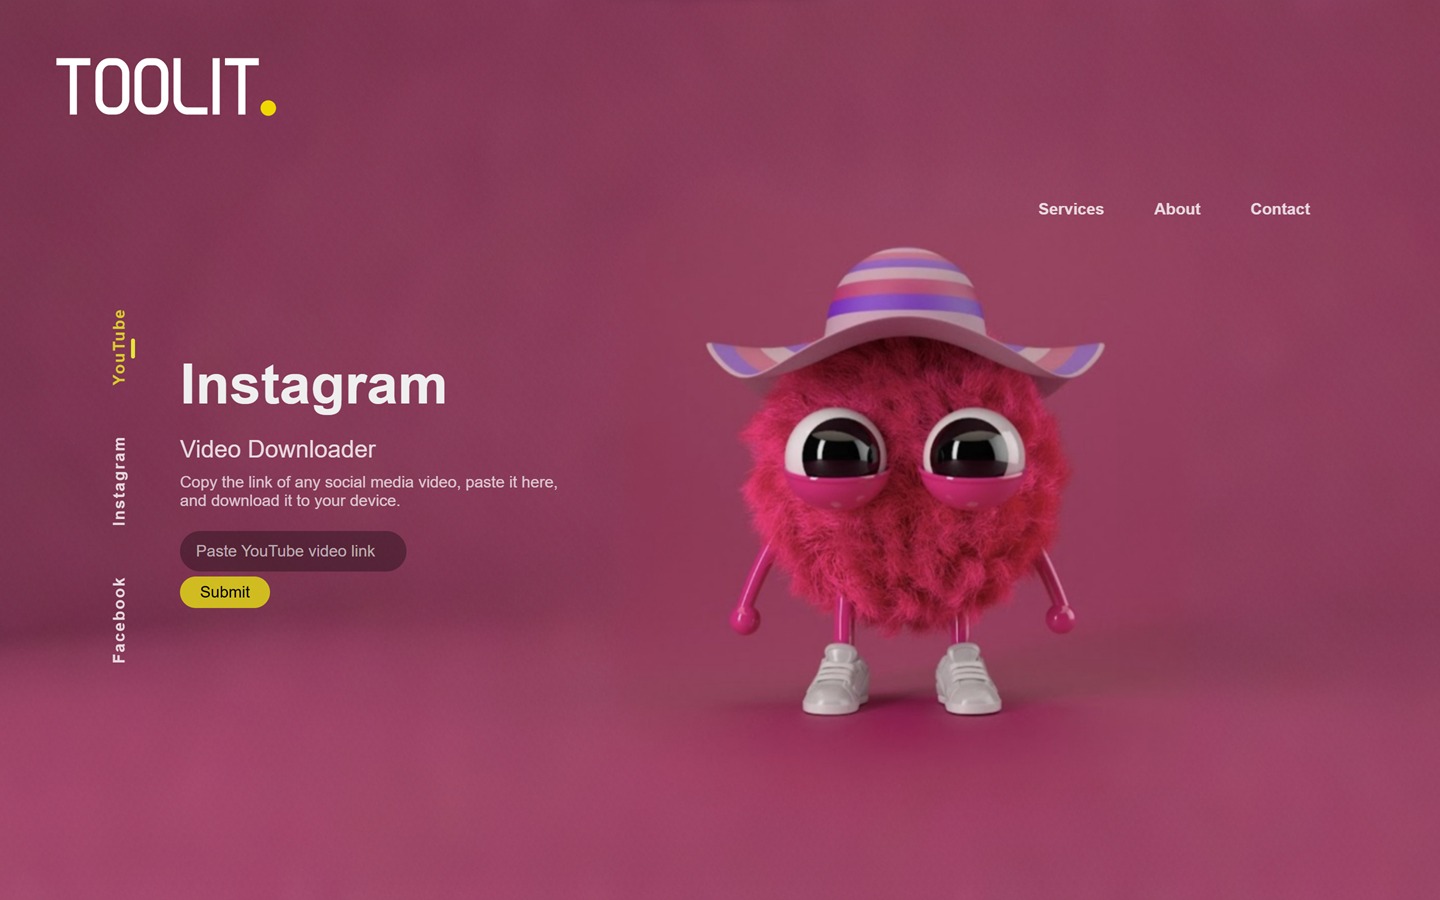 TOOLIT.
Services About Contact
YouTube
Instagram
Facebook
Instagram
Video Downloader
Copy the link of any social media video, paste it here,
and download it to your device.
Paste YouTube video link
Submit